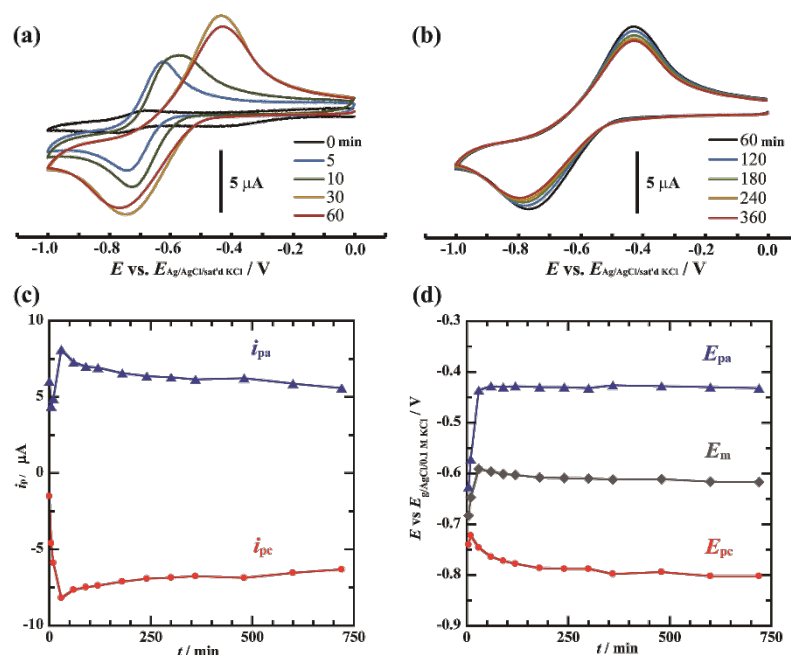 (a)
0 min
5
10
30
60
5 μA
-1.0 -0.8 -0.6 -0.4 -0.2 0.0
E vs. E Ag/AgCl/sat'd KCl / V
(b)
60 min
120
180
240
360
5 μA
-1.0 -0.8 -0.6 -0.4 -0.2 0.0
E vs. E Ag/AgCl/sat'd KCl / V
(c)
10
5
0
-5
-10
ip / μA
ipa
ipc
0 250 500 750
t / min
(d)
-0.3
-0.4
-0.5
-0.6
-0.7
-0.8
-0.9
E vs E g/AgCl/0.1 M KCl / V
Epa
Em
Epc
0 250 500 750
t / min